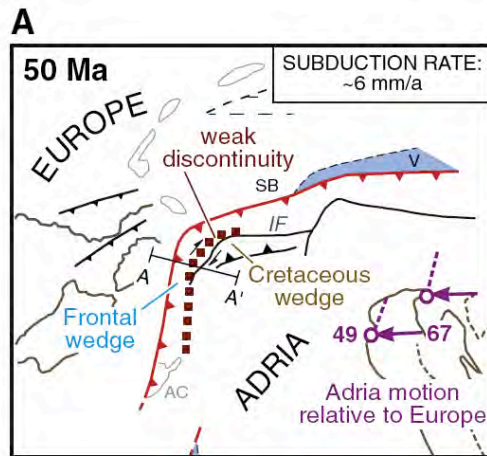 A
50 Ma
SUBDUCTION RATE:
~6 mm/a
EUROPE
weak
discontinuity
V
SB
IF
A
A'
Cretaceous
wedge
Frontal
wedge
49
67
ADRIA
Adria motion
relative to Europe
AC